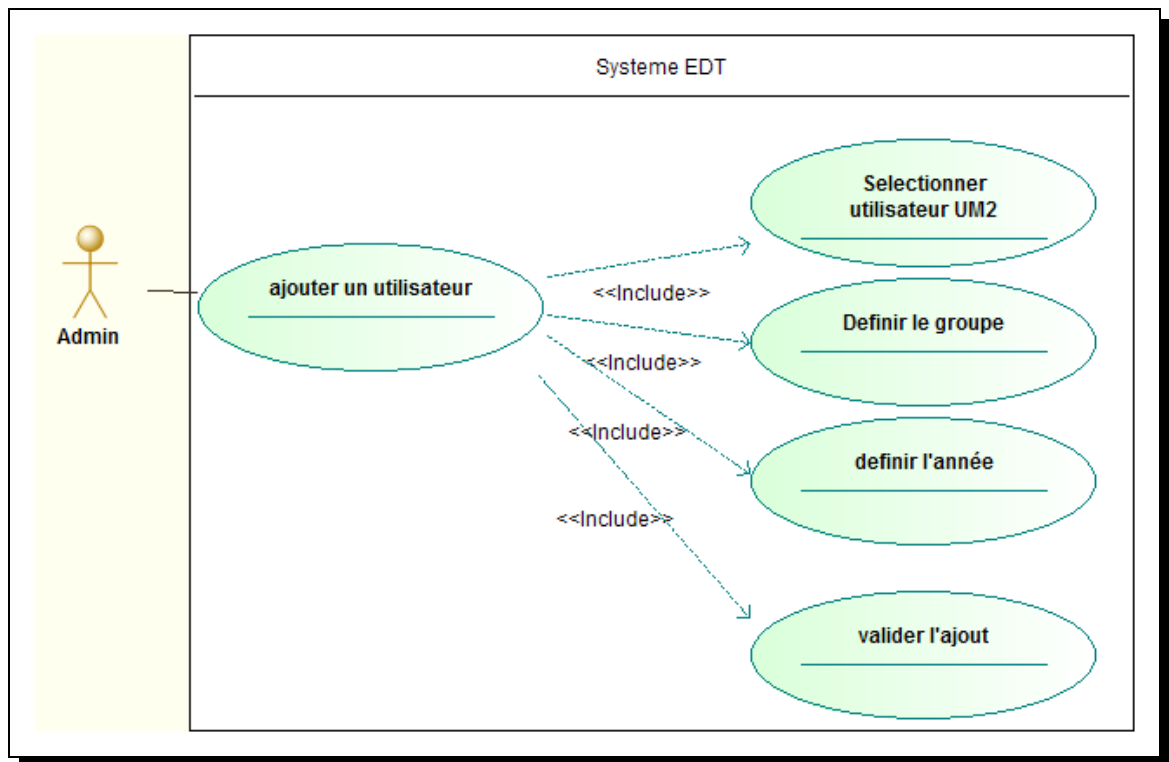 Systeme EDT
Selectionner
utilisateur UM2
ajouter un utilisateur
<<Include>>
Definir le groupe
Admin
<<Include>>
<<Include>>
definir l'année
<<Include>>
valider l'ajout